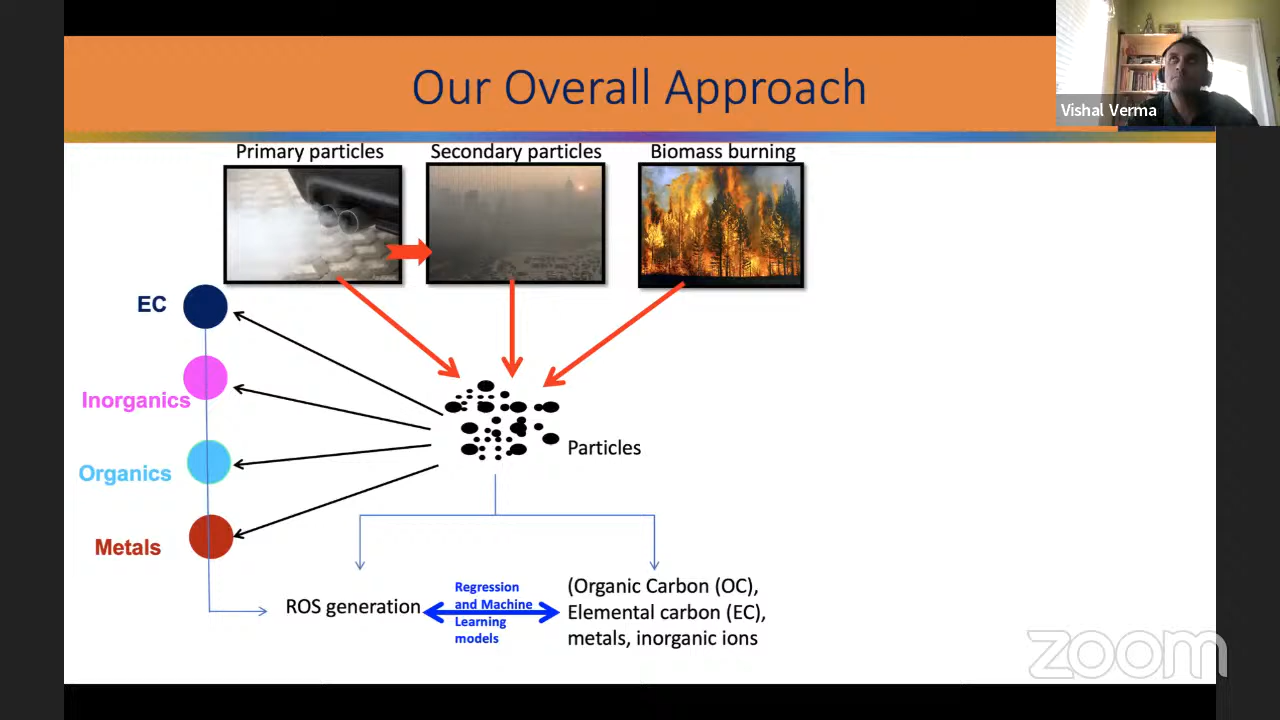 Our Overall Approach
Vishal Verma
Primary particles
Secondary particles
Biomass burning
EC
Inorganics
Organics
Metals
Particles
ROS generation
Regression
and Machine
Learning
models
(Organic Carbon (OC),
Elemental carbon (EC),
metals, inorganic ions
zoom